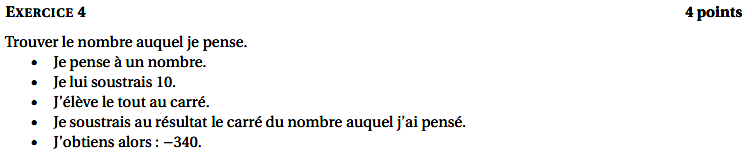 EXERCICE 4 4 points
Trouver le nombre auquel je pense.
• Je pense à un nombre.
• Je lui soustrais 10.
• J'élève le tout au carré.
• Je soustrais au résultat le carré du nombre auquel j'ai pensé.
• J'obtiens alors : −340.